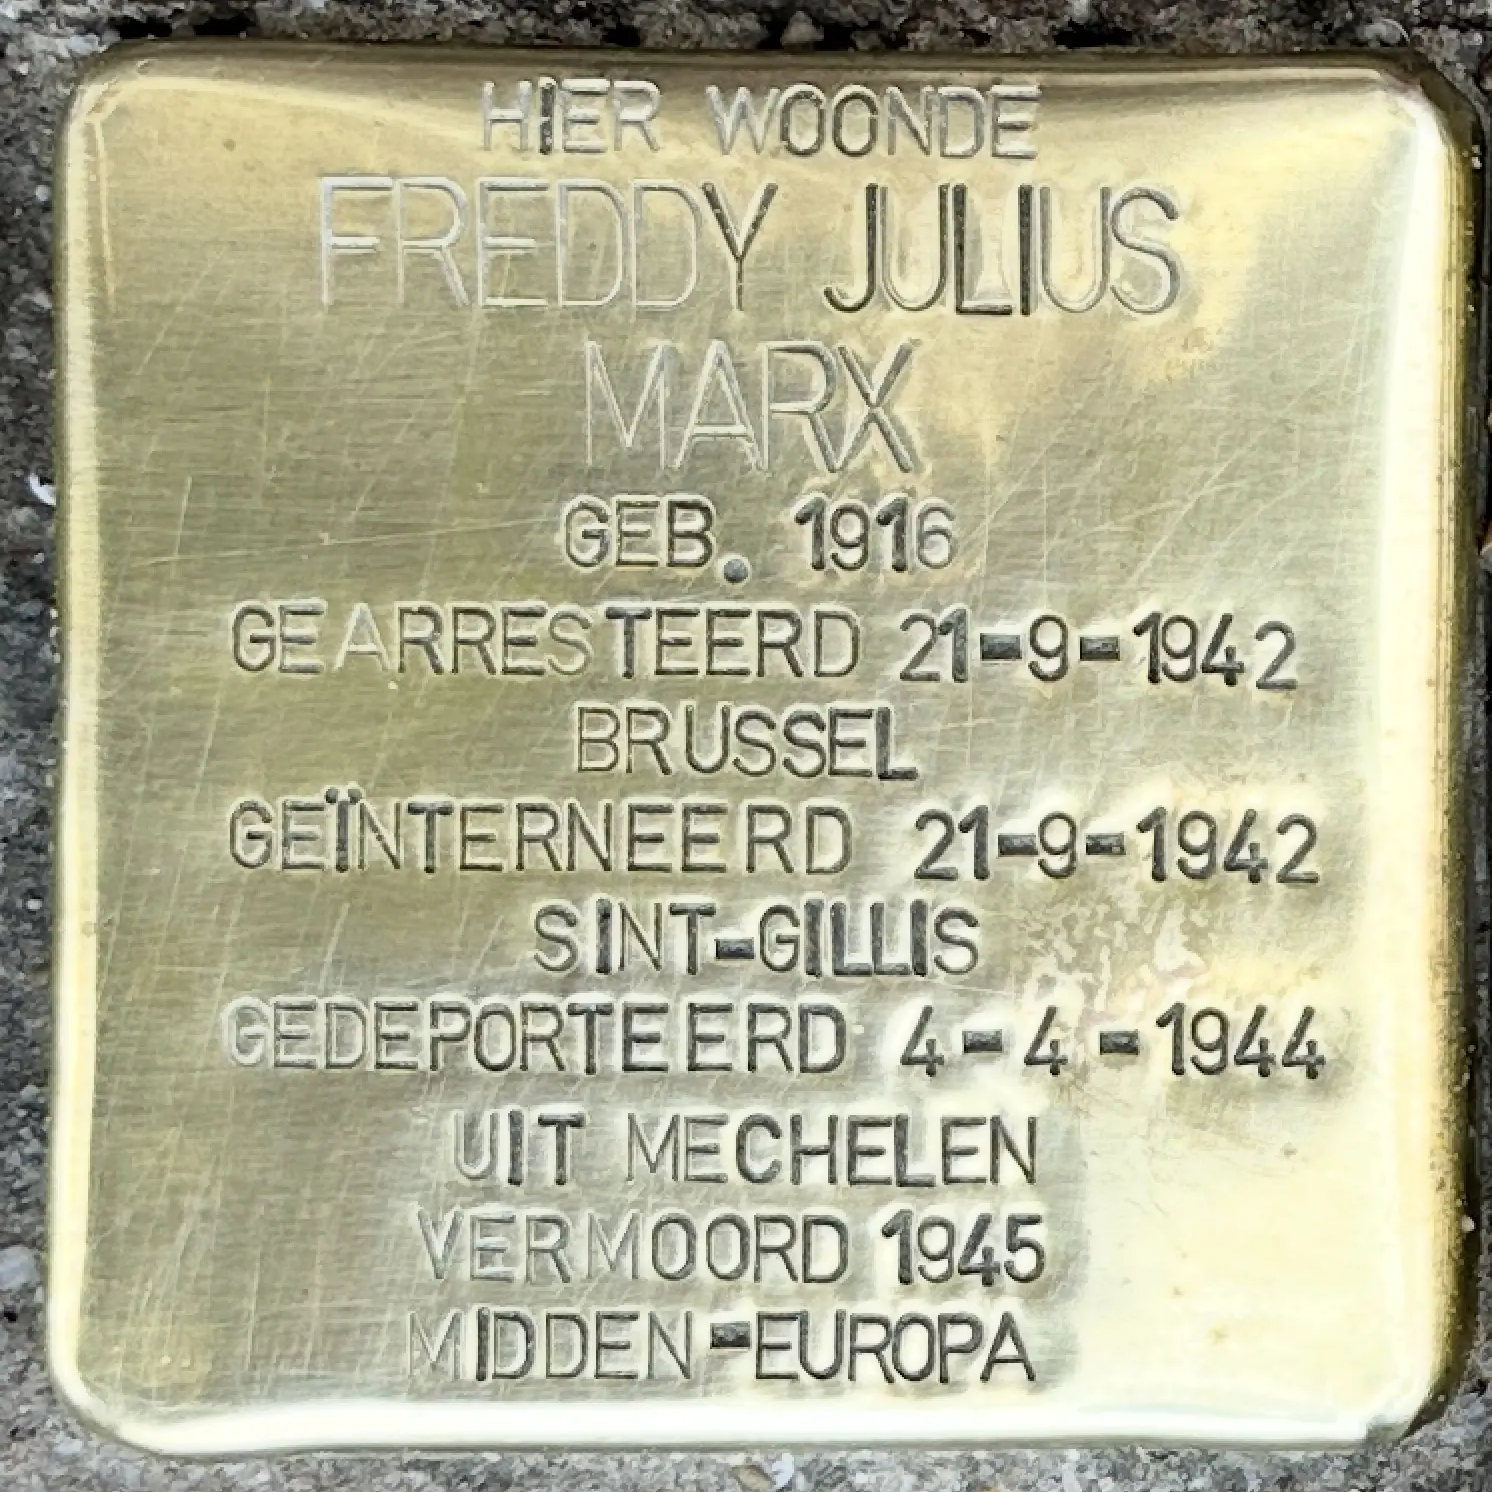 HIER WOONDE
FREDDY JULIUS
MARX
GEB. 1916
GEARRESTEERD 21-9-1942
BRUSSEL
GEÏNTERNEERD 21-9-1942
SINT-GILLIS
GEDEPORTEERD 4-4-1944
UIT MECHELEN
VERMOORD 1945
MIDDEN-EUROPA